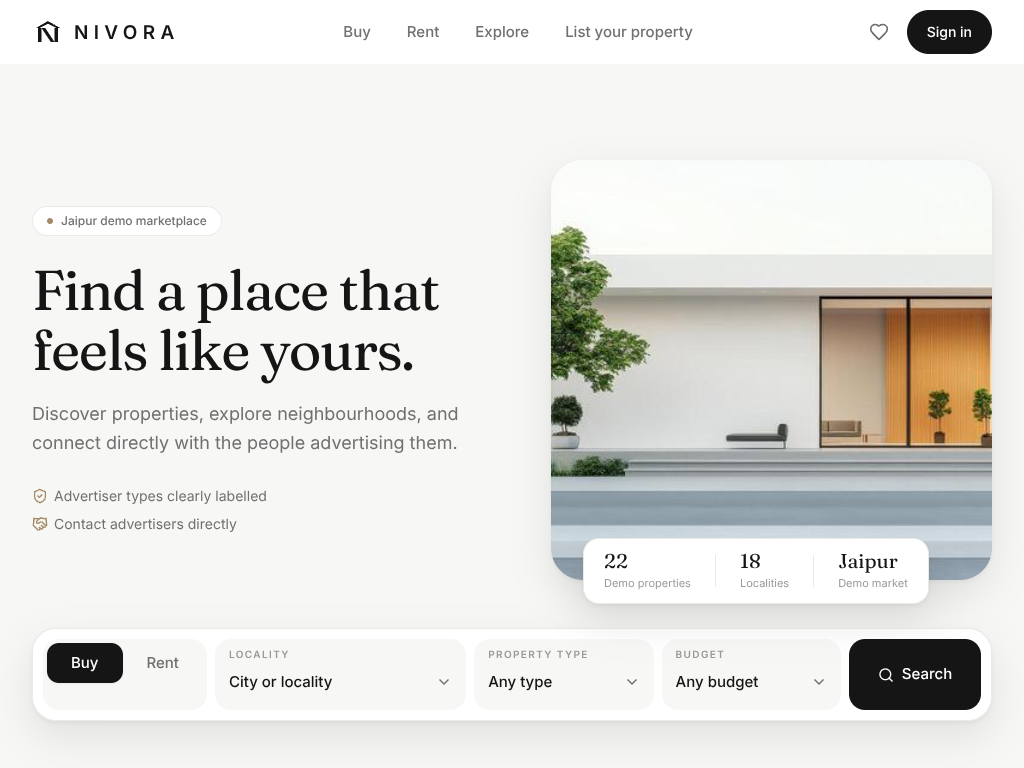 NIVORA
Buy
Rent
Explore
List your property
Sign in
Jaipur demo marketplace
Find a place that
feels like yours.
Discover properties, explore neighbourhoods, and
connect directly with the people advertising them.
Advertiser types clearly labelled
Contact advertisers directly
22
Demo properties
18
Localities
Jaipur
Demo market
Buy
Rent
LOCALITY
City or locality
PROPERTY TYPE
Any type
BUDGET
Any budget
Search